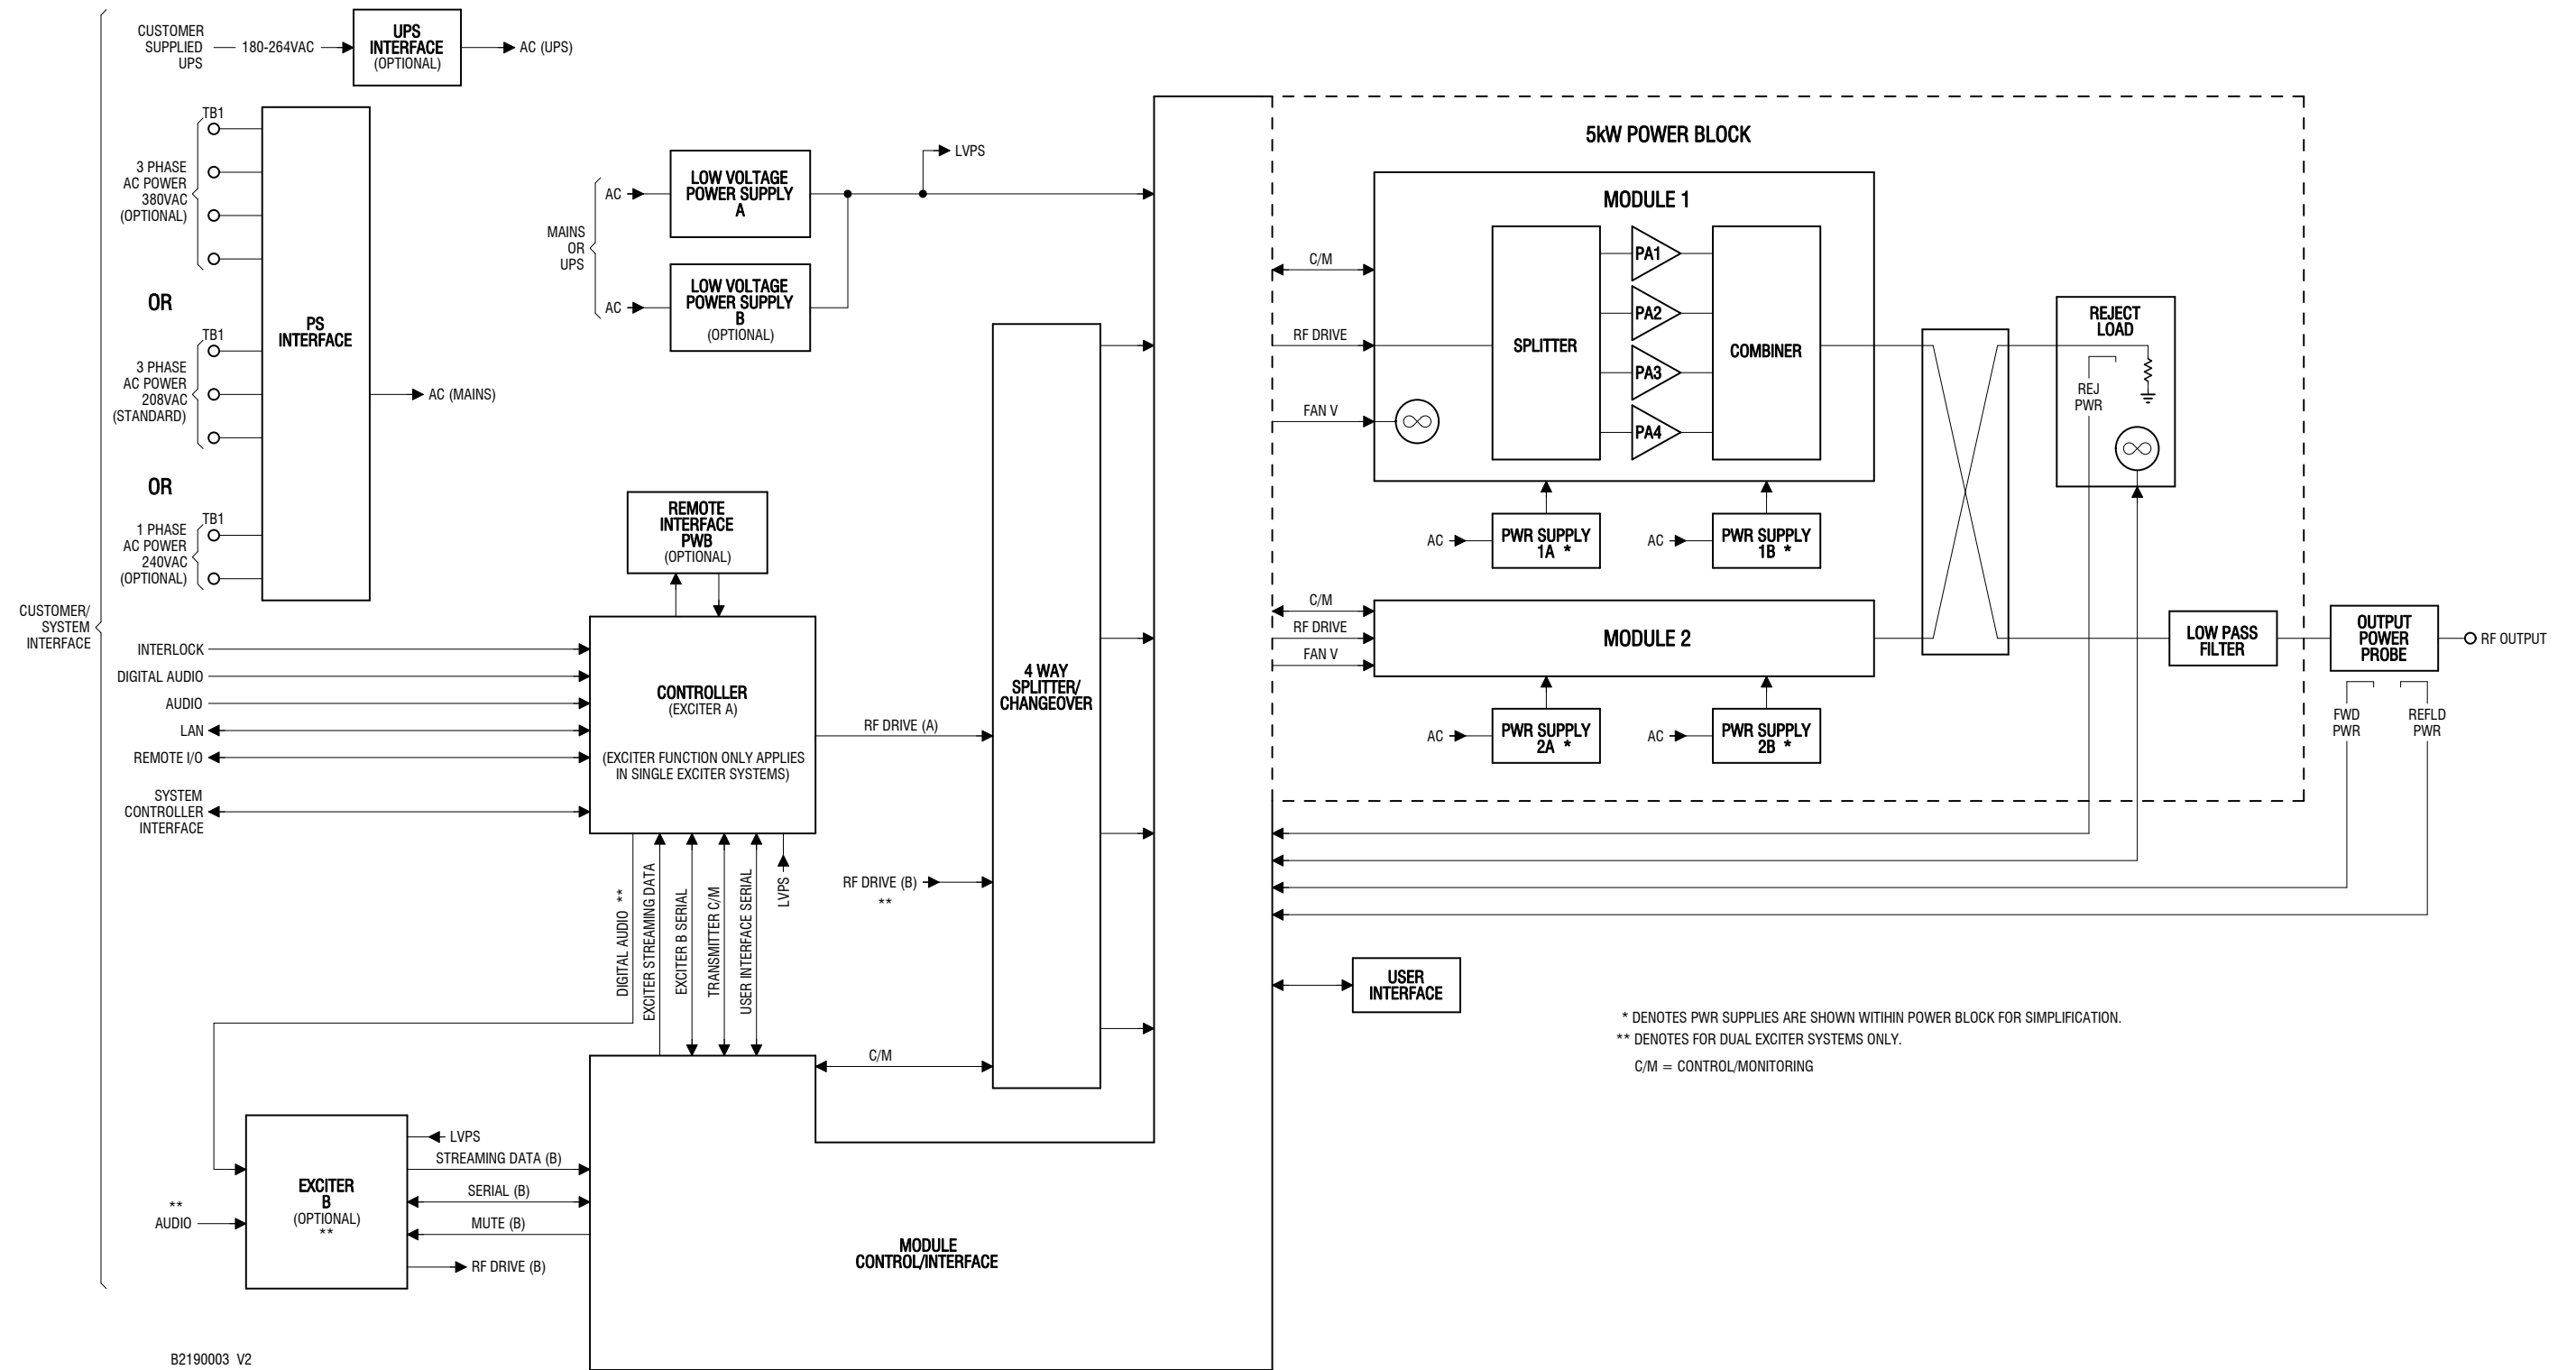 CUSTOMER
SUPPLIED
UPS
180-264VAC
UPS
INTERFACE
(OPTIONAL)
AC (UPS)
TB1
3 PHASE
AC POWER
380VAC
(OPTIONAL)
OR
TB1
3 PHASE
AC POWER
208VAC
(STANDARD)
OR
TB1
1 PHASE
AC POWER
240VAC
(OPTIONAL)
PS
INTERFACE
AC (MAINS)
CUSTOMER/
SYSTEM
INTERFACE
INTERLOCK
DIGITAL AUDIO
AUDIO
LAN
REMOTE I/O
SYSTEM
CONTROLLER
INTERFACE
MAINS
OR
UPS
AC
LOW VOLTAGE
POWER SUPPLY
A
LVPS
AC
LOW VOLTAGE
POWER SUPPLY
B
(OPTIONAL)
REMOTE
INTERFACE
PWB
(OPTIONAL)
CONTROLLER
(EXCITER A)
(EXCITER FUNCTION ONLY APPLIES
IN SINGLE EXCITER SYSTEMS)
RF DRIVE (A)
4 WAY
SPLITTER/
CHANGEOVER
RF DRIVE (B)
**
DIGITAL AUDIO **
EXCITER STREAMING DATA
EXCITER B SERIAL
TRANSMITTER C/M
USER INTERFACE SERIAL
LVPS
C/M
EXCITER
B
(OPTIONAL)
**
**
AUDIO
LVPS
STREAMING DATA (B)
SERIAL (B)
MUTE (B)
RF DRIVE (B)
MODULE
CONTROL/INTERFACE
5kW POWER BLOCK
MODULE 1
C/M
RF DRIVE
FAN V
SPLITTER
PA1
PA2
PA3
PA4
COMBINER
AC
PWR SUPPLY
1A *
AC
PWR SUPPLY
1B *
C/M
RF DRIVE
FAN V
MODULE 2
AC
PWR SUPPLY
2A *
AC
PWR SUPPLY
2B *
REJECT
LOAD
REJ
PWR
LOW PASS
FILTER
OUTPUT
POWER
PROBE
RF OUTPUT
FWD
PWR
REFLD
PWR
USER
INTERFACE
* DENOTES PWR SUPPLIES ARE SHOWN WITIHIN POWER BLOCK FOR SIMPLIFICATION.
** DENOTES FOR DUAL EXCITER SYSTEMS ONLY.
C/M = CONTROL/MONITORING
B2190003 V2